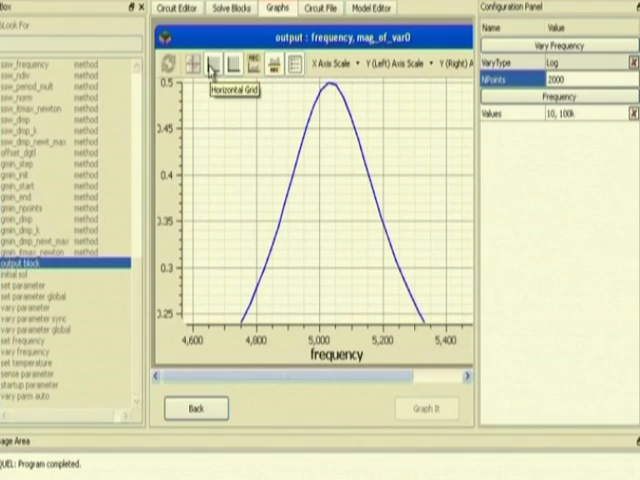 Box
Look For
ssw_frequency method
ssw_ndiv method
ssw_period_mult method
ssw_norm method
ssw_itmax_newton method
ssw_dmp method
ssw_dmp_k method
ssw_dmp_newt_max method
offset_dgtl method
gmin_step method
gmin_init method
gmin_start method
gmin_end method
gmin_npoints method
gmin_dmp method
gmin_dmp_k method
gmin_dmp_newt_max method
gmin_itmax_newton method
output block
initial sol
set parameter
set parameter global
vary parameter
vary parameter sync
vary parameter global
set frequency
vary frequency
set temperature
sense parameter
startup parameter
vary parm auto
Circuit Editor Solve Blocks Graphs Circuit File Model Editor
output : frequency, mag_of_var0
X Axis Scale Y (Left) Axis Scale Y (Right) A
Horizontal Grid
0.5
0.45
0.4
0.35
0.3
0.25
4,600 4,800 5,000 5,200 5,400
frequency
Back Graph It
Configuration Panel
Name Value
Vary Frequency
VaryType Log
NPoints 2000
Frequency
Values 10, 100k
sage Area
QUEL: Program completed.